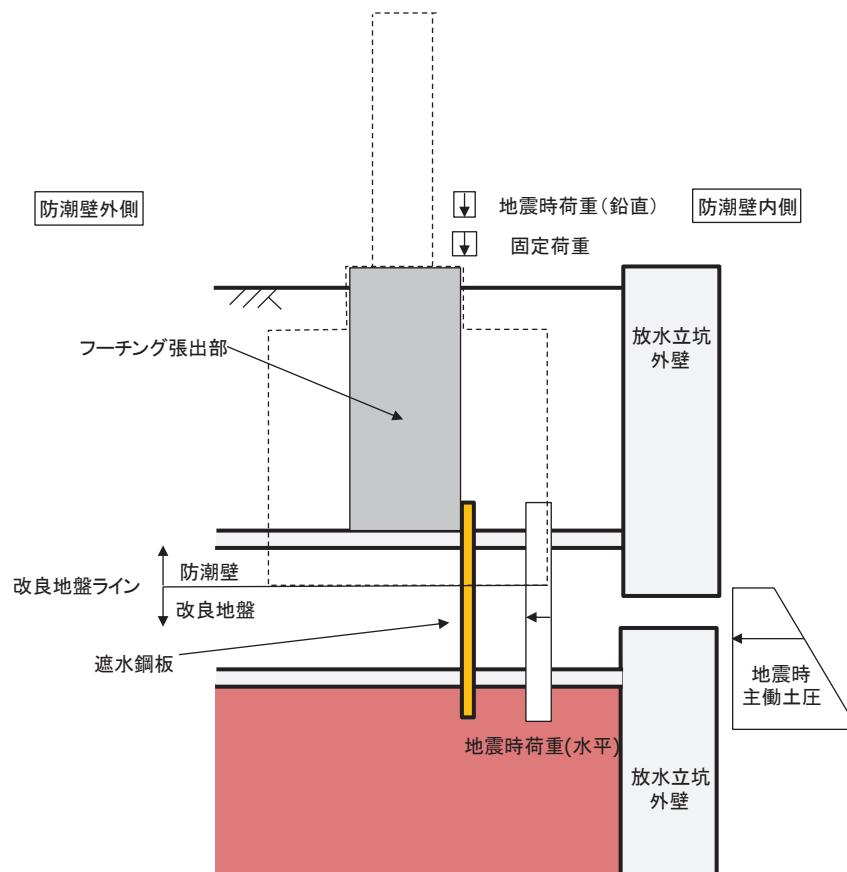 防潮壁外側
地震時荷重(鉛直)
防潮壁内側
固定荷重
フーチング張出部
放水立坑
外壁
防潮壁
改良地盤ライン
改良地盤
遮水鋼板
地震時
主働土圧
地震時荷重(水平)
放水立坑
外壁